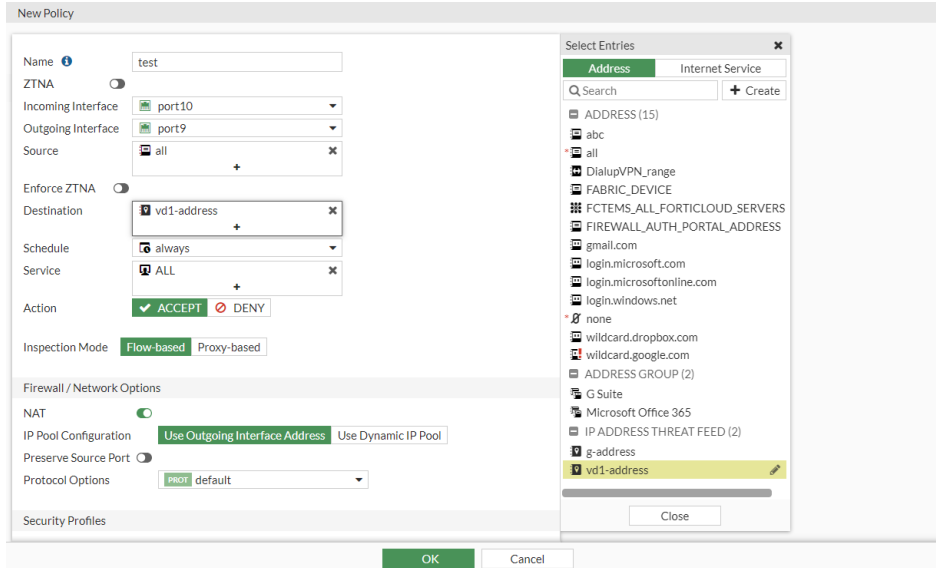 New Policy
Name
test
ZTNA
Incoming Interface
port10
Outgoing Interface
port9
Source
all
+
Enforce ZTNA
Destination
vd1-address
+
Schedule
always
Service
ALL
+
Action
ACCEPT
DENY
Inspection Mode
Flow-based
Proxy-based
Firewall / Network Options
NAT
IP Pool Configuration
Use Outgoing Interface Address
Use Dynamic IP Pool
Preserve Source Port
Protocol Options
PROT default
Security Profiles
Select Entries
Address
Internet Service
Search
+ Create
ADDRESS (15)
abc
* all
DialupVPN_range
FABRIC_DEVICE
FCTEMS_ALL_FORTICLOUD_SERVERS
FIREWALL_AUTH_PORTAL_ADDRESS
gmail.com
login.microsoft.com
login.microsoftonline.com
login.windows.net
* none
wildcard.dropbox.com
wildcard.google.com
ADDRESS GROUP (2)
G Suite
Microsoft Office 365
IP ADDRESS THREAT FEED (2)
g-address
vd1-address
Close
OK
Cancel